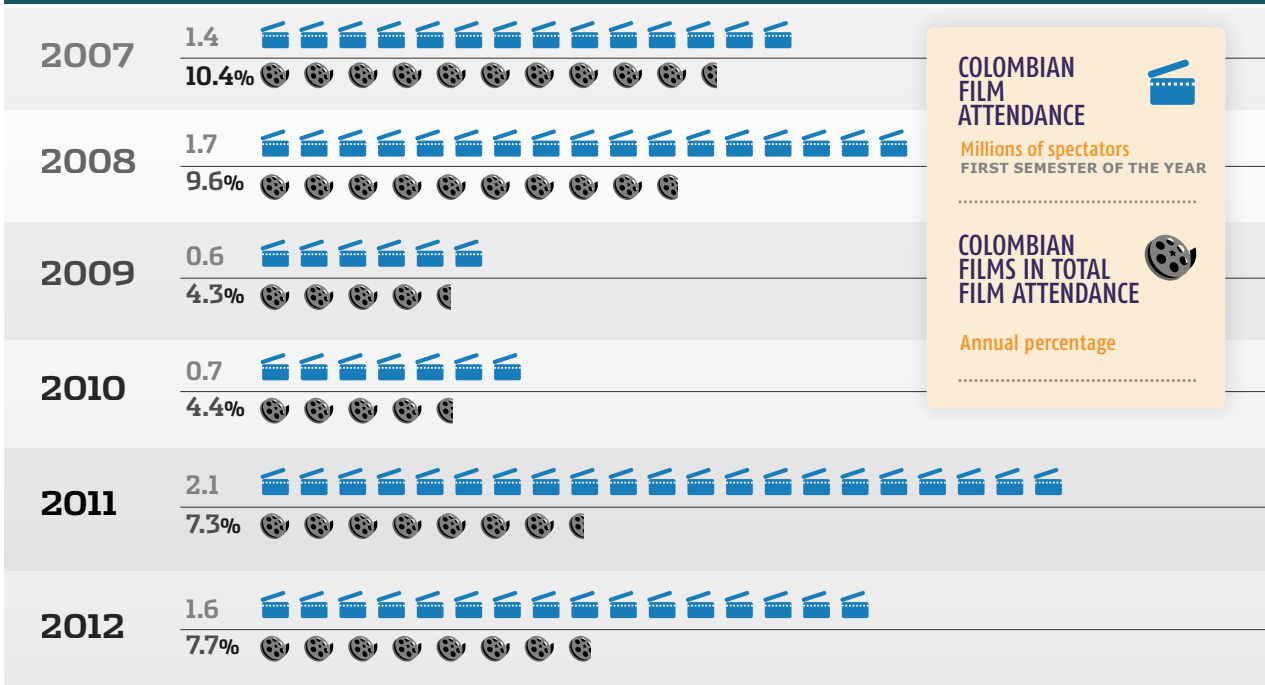 2007
1.4
10.4%
2008
1.7
9.6%
2009
0.6
4.3%
2010
0.7
4.4%
2011
2.1
7.3%
2012
1.6
7.7%
COLOMBIAN
FILM
ATTENDANCE
Millions of spectators
FIRST SEMESTER OF THE YEAR
COLOMBIAN
FILMS IN TOTAL
FILM ATTENDANCE
Annual percentage